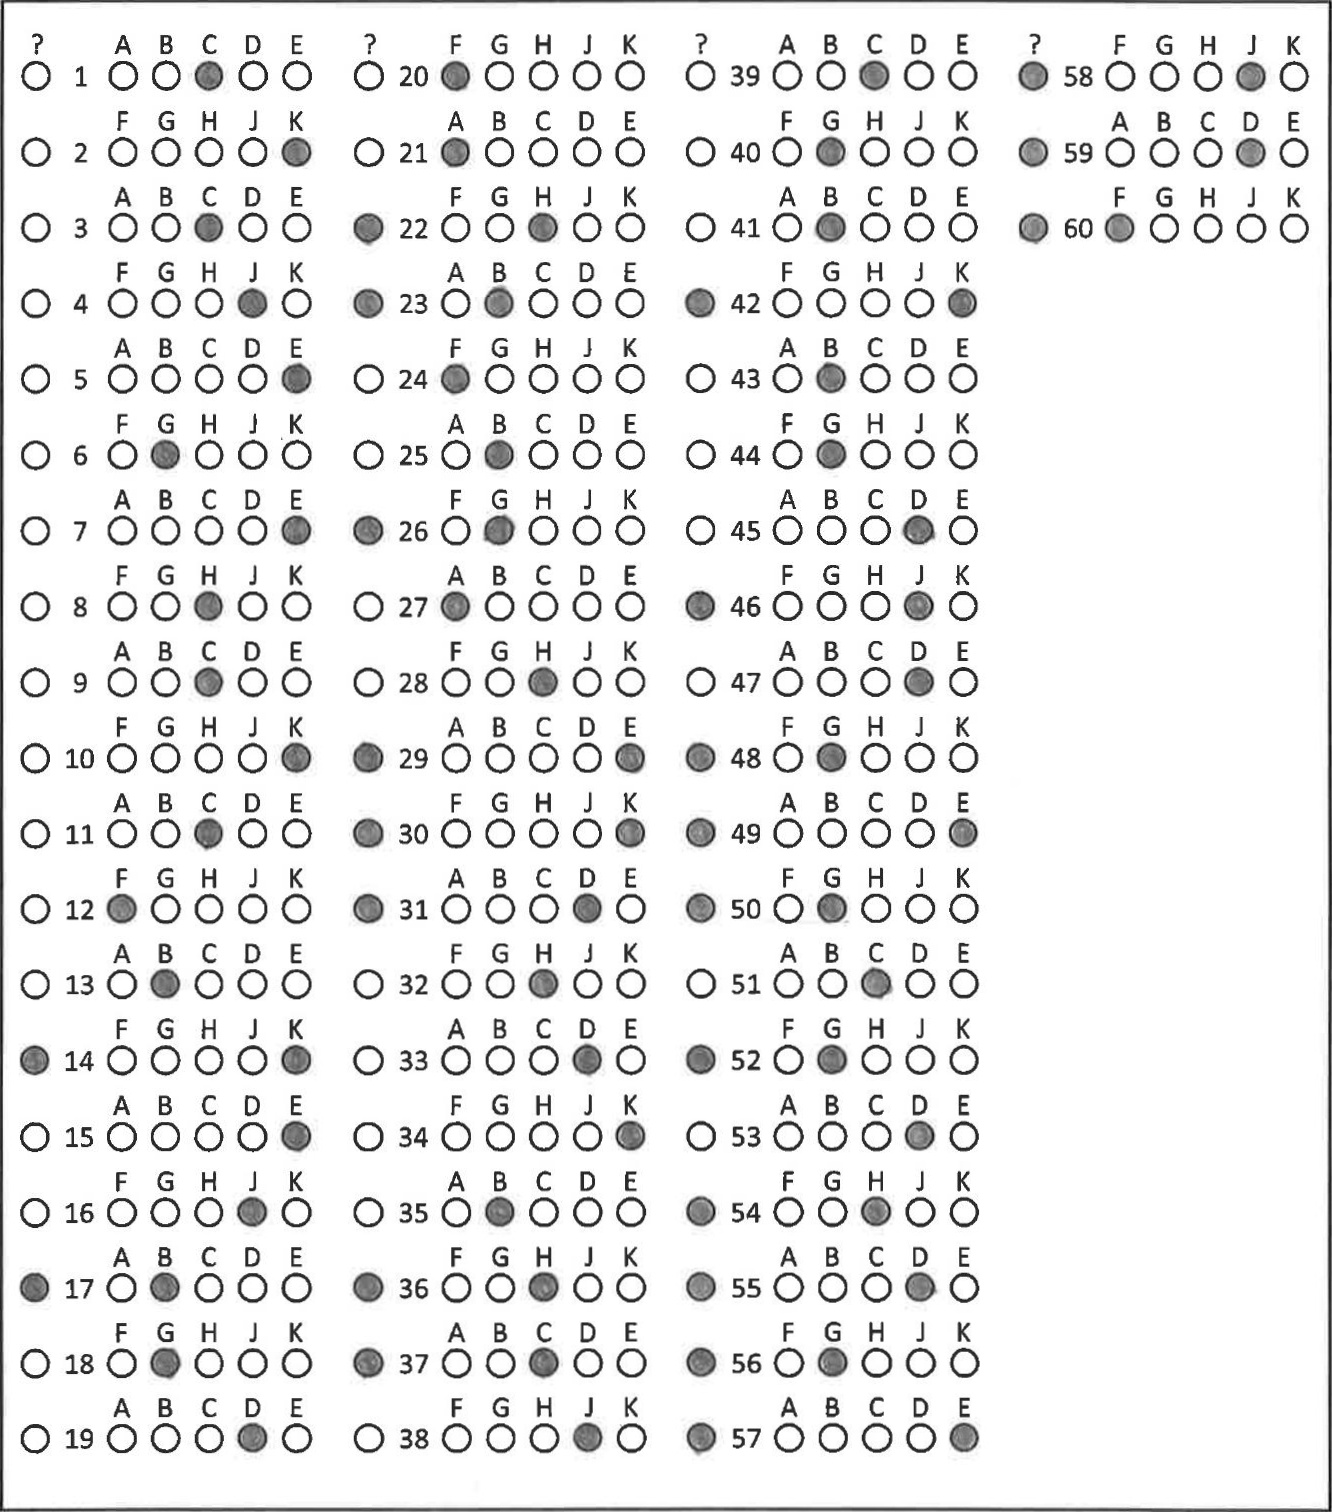 ? A B C D E
1
F G H J K
2
A B C D E
3
F G H J K
4
A B C D E
5
F G H J K
6
A B C D E
7
F G H J K
8
A B C D E
9
F G H J K
10
A B C D E
11
F G H J K
12
A B C D E
13
F G H J K
14
A B C D E
15
F G H J K
16
A B C D E
17
F G H J K
18
A B C D E
19
? F G H J K
20
A B C D E
21
F G H J K
22
A B C D E
23
F G H J K
24
A B C D E
25
F G H J K
26
A B C D E
27
F G H J K
28
A B C D E
29
F G H J K
30
A B C D E
31
F G H J K
32
A B C D E
33
F G H J K
34
A B C D E
35
F G H J K
36
A B C D E
37
F G H J K
38
? A B C D E
39
F G H J K
40
A B C D E
41
F G H J K
42
A B C D E
43
F G H J K
44
A B C D E
45
F G H J K
46
A B C D E
47
F G H J K
48
A B C D E
49
F G H J K
50
A B C D E
51
F G H J K
52
A B C D E
53
F G H J K
54
A B C D E
55
F G H J K
56
A B C D E
57
? F G H J K
58
A B C D E
59
F G H J K
60